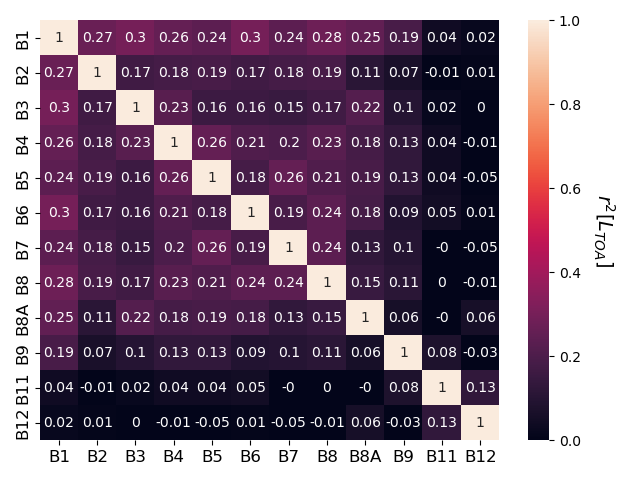 B1 1 0.27 0.3 0.26 0.24 0.3 0.24 0.28 0.25 0.19 0.04 0.02
B2 0.27 1 0.17 0.18 0.19 0.17 0.18 0.19 0.11 0.07 -0.01 0.01
B3 0.3 0.17 1 0.23 0.16 0.16 0.15 0.17 0.22 0.1 0.02 0
B4 0.26 0.18 0.23 1 0.26 0.21 0.2 0.23 0.18 0.13 0.04 -0.01
B5 0.24 0.19 0.16 0.26 1 0.18 0.26 0.21 0.19 0.13 0.04 -0.05
B6 0.3 0.17 0.16 0.21 0.18 1 0.19 0.24 0.18 0.09 0.05 0.01
B7 0.24 0.18 0.15 0.2 0.26 0.19 1 0.24 0.13 0.1 -0 -0.05
B8 0.28 0.19 0.17 0.23 0.21 0.24 0.24 1 0.15 0.11 0 -0.01
B8A 0.25 0.11 0.22 0.18 0.19 0.18 0.13 0.15 1 0.06 -0 0.06
B9 0.19 0.07 0.1 0.13 0.13 0.09 0.1 0.11 0.06 1 0.08 -0.03
B11 0.04 -0.01 0.02 0.04 0.04 0.05 -0 0 -0 0.08 1 0.13
B12 0.02 0.01 0 -0.01 -0.05 0.01 -0.05 -0.01 0.06 -0.03 0.13 1
B1 B2 B3 B4 B5 B6 B7 B8 B8A B9 B11 B12
1.0
0.8
0.6
0.4
0.2
0.0
r²[L_TOA]